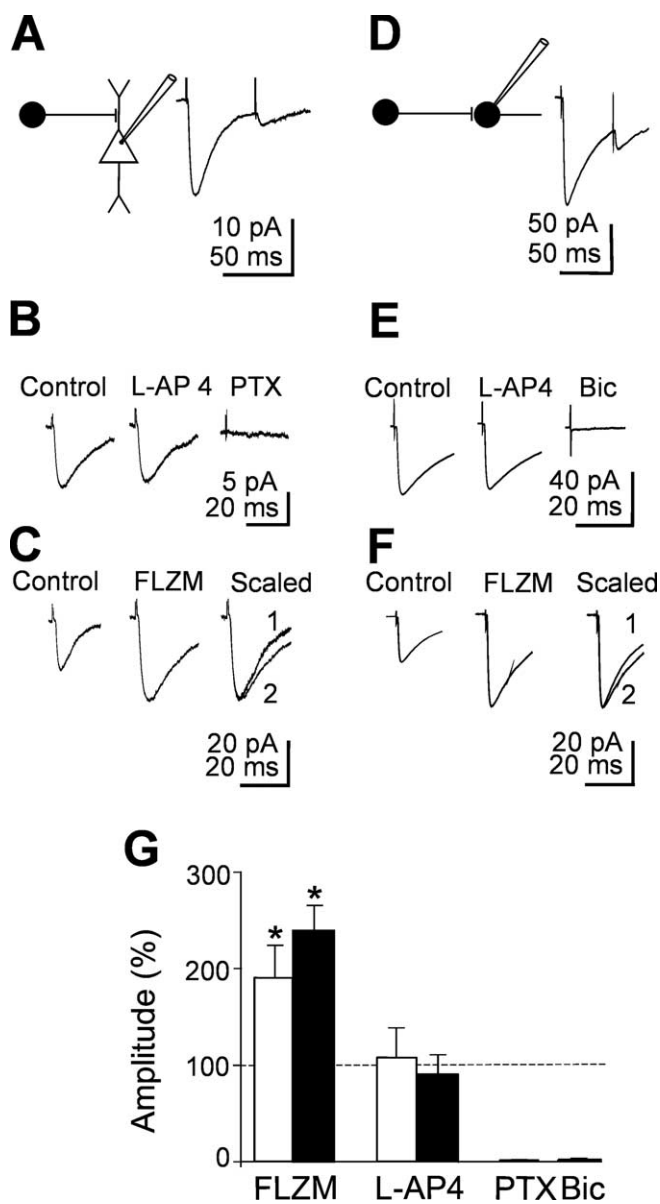 A
10 pA
50 ms
D
50 pA
50 ms
B
Control L-AP 4 PTX
5 pA
20 ms
E
Control L-AP4 Bic
40 pA
20 ms
C
Control FLZM Scaled
1
2
20 pA
20 ms
F
Control FLZM Scaled
1
2
20 pA
20 ms
G
Amplitude (%)
300
200
100
0
* *
FLZM L-AP4 PTX Bic